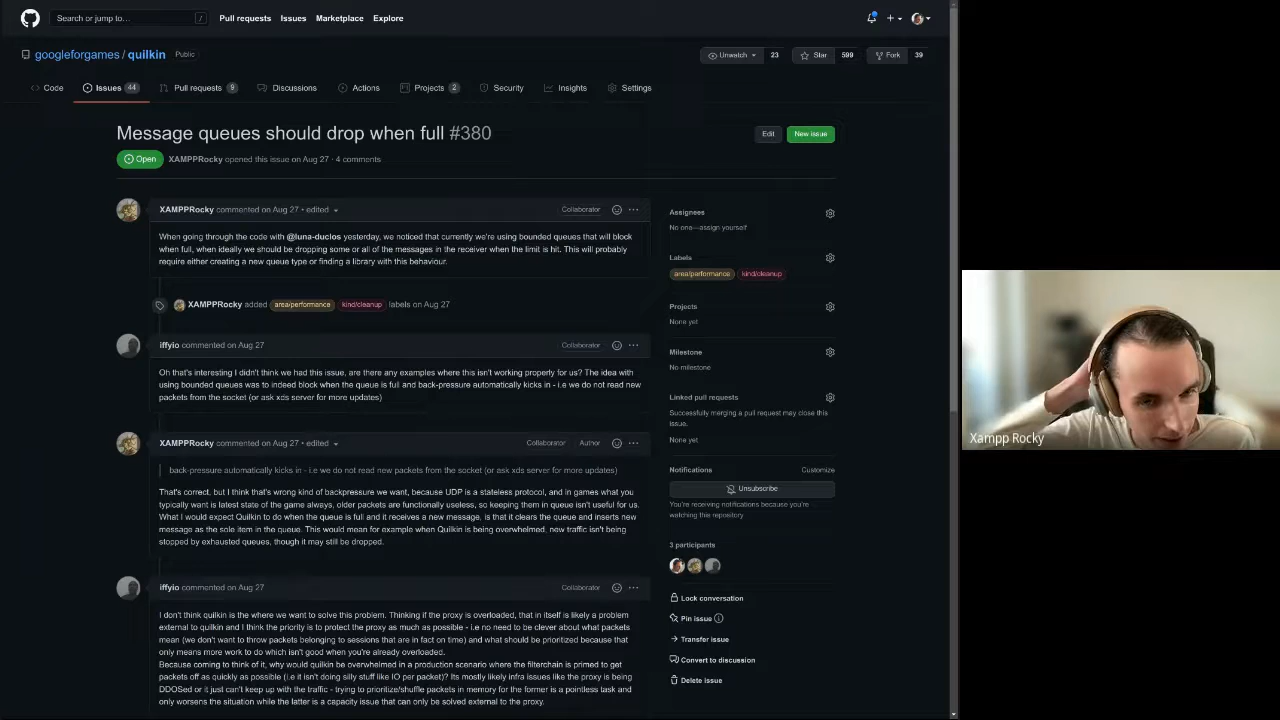 Search or jump to…
/
Pull requests
Issues
Marketplace
Explore
googleforgames / quilkin
Public
Unwatch
23
Star
599
Fork
39
Code
Issues 44
Pull requests 9
Discussions
Actions
Projects 2
Security
Insights
Settings
Message queues should drop when full #380
Edit
New issue
Open
XAMPPRocky opened this issue on Aug 27 · 4 comments
XAMPPRocky commented on Aug 27 • edited
Collaborator
When going through the code with @luna-duclos yesterday, we noticed that currently we're using bounded queues that will block
when full, when ideally we should be dropping some or all of the messages in the receiver when the limit is hit. This will probably
require either creating a new queue type or finding a library with this behaviour.
XAMPPRocky added area/performance kind/cleanup labels on Aug 27
iffyio commented on Aug 27
Collaborator
Oh that's interesting I didn't think we had this issue, are there any examples where this isn't working properly for us? The idea with
using bounded queues was to indeed block when the queue is full and back-pressure automatically kicks in - i.e we do not read new
packets from the socket (or ask xds server for more updates)
XAMPPRocky commented on Aug 27 • edited
Collaborator
Author
back-pressure automatically kicks in - i.e we do not read new packets from the socket (or ask xds server for more updates)
That's correct, but I think that's wrong kind of backpressure we want, because UDP is a stateless protocol, and in games what you
typically want is latest state of the game always, older packets are functionally useless, so keeping them in queue isn't useful for us.
What I would expect Quilkin to do when the queue is full and it receives a new message, is that it clears the queue and inserts new
message as the sole item in the queue. This would mean for example when Quilkin is being overwhelmed, new traffic isn't being
stopped by exhausted queues, though it may still be dropped.
iffyio commented on Aug 27
Collaborator
I don't think quilkin is the where we want to solve this problem. Thinking if the proxy is overloaded, that in itself is likely a problem
external to quilkin and I think the priority is to protect the proxy as much as possible - i.e no need to be clever about what packets
mean (we don't want to throw packets belonging to sessions that are in fact on time) and what should be prioritized because that
only means more work to do which isn't good when you're already overloaded.
Because coming to think of it, why would quilkin be overwhelmed in a production scenario where the filterchain is primed to get
packets off as quickly as possible (i.e it isn't doing silly stuff like IO per packet)? Its mostly likely infra issues like the proxy is being
DDOSed or it just can't keep up with the traffic - trying to prioritize/shuffle packets in memory for the former is a pointless task and
only worsens the situation while the latter is a capacity issue that can only be solved external to the proxy.
Assignees
No one—assign yourself
Labels
area/performance kind/cleanup
Projects
None yet
Milestone
No milestone
Linked pull requests
Successfully merging a pull request may close this
issue.
None yet
Notifications
Customize
Unsubscribe
You're receiving notifications because you're
watching this repository
3 participants
Lock conversation
Pin issue
Transfer issue
Convert to discussion
Delete issue
Xampp Rocky